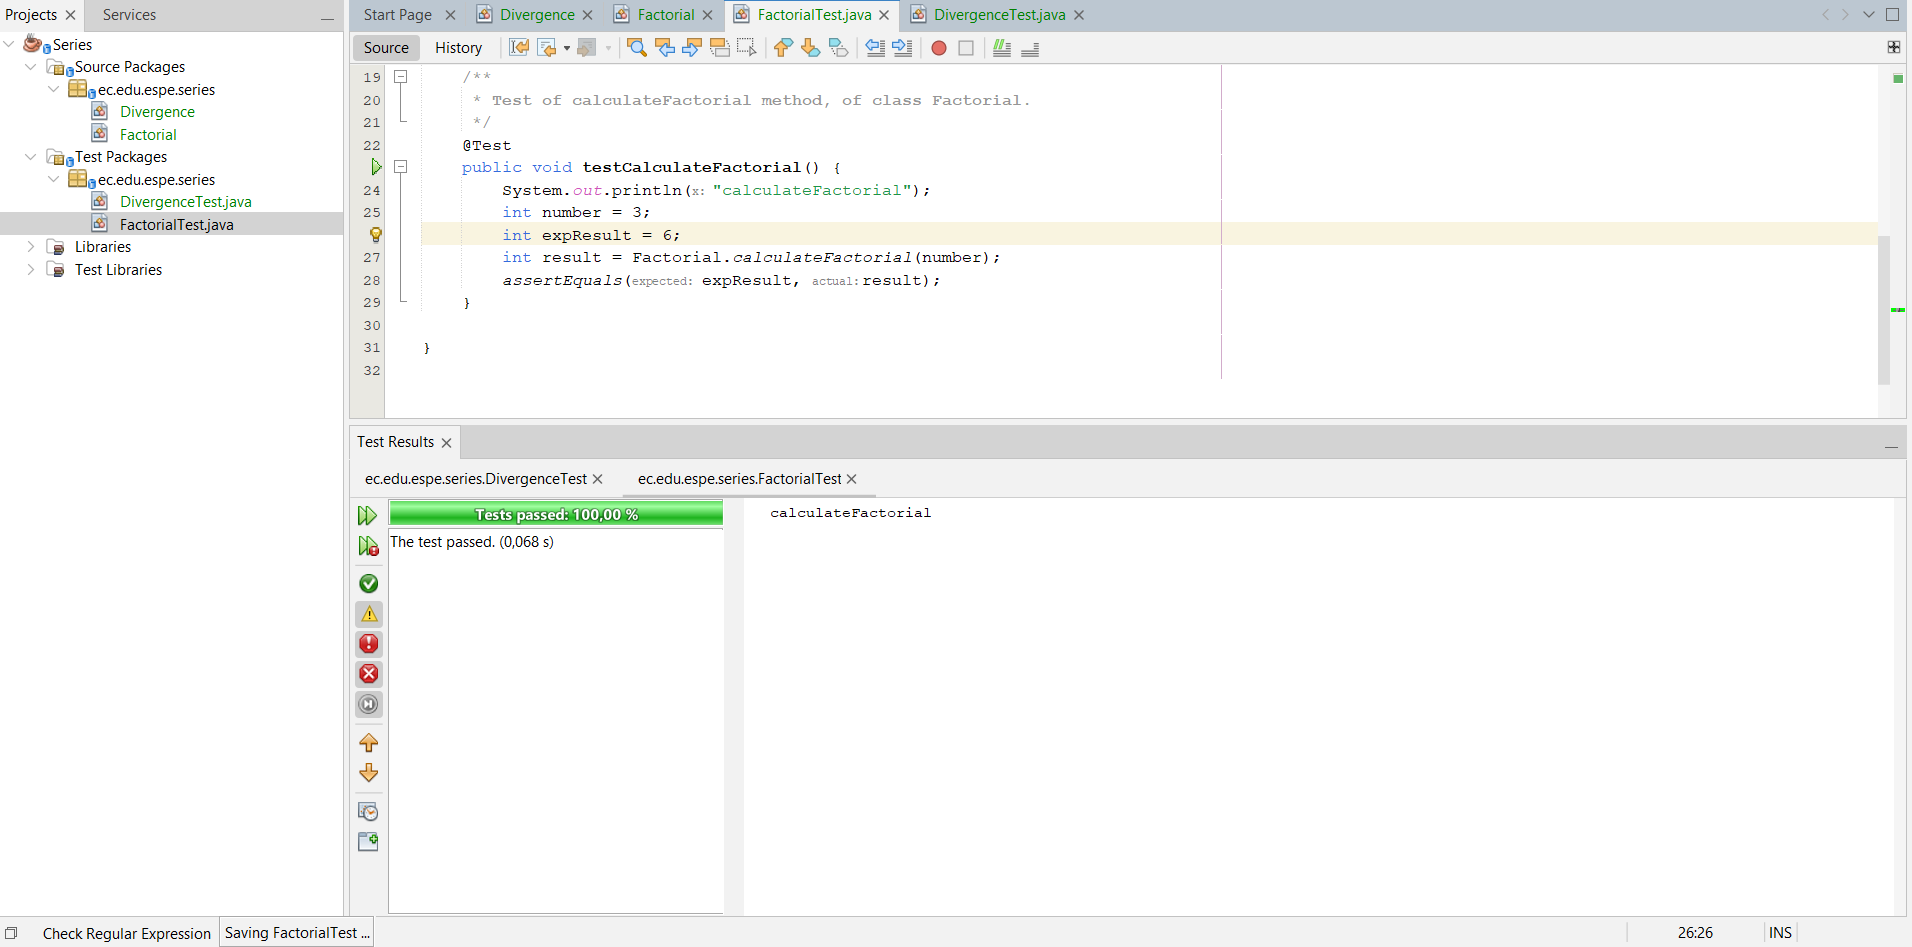 Projects Services
Series
Source Packages
ec.edu.espe.series
Divergence
Factorial
Test Packages
ec.edu.espe.series
DivergenceTest.java
FactorialTest.java
Libraries
Test Libraries
Start Page Divergence Factorial FactorialTest.java DivergenceTest.java
Source History
19 /**
20 * Test of calculateFactorial method, of class Factorial.
21 */
22 @Test
public void testCalculateFactorial() {
24 System.out.println(x: "calculateFactorial");
25 int number = 3;
int expResult = 6;
27 int result = Factorial.calculateFactorial(number);
28 assertEquals(expected: expResult, actual: result);
29 }
30
31 }
32
Test Results
ec.edu.espe.series.DivergenceTest ec.edu.espe.series.FactorialTest
Tests passed: 100,00 %
The test passed. (0,068 s)
calculateFactorial
Check Regular Expression Saving FactorialTest ... 26:26 INS